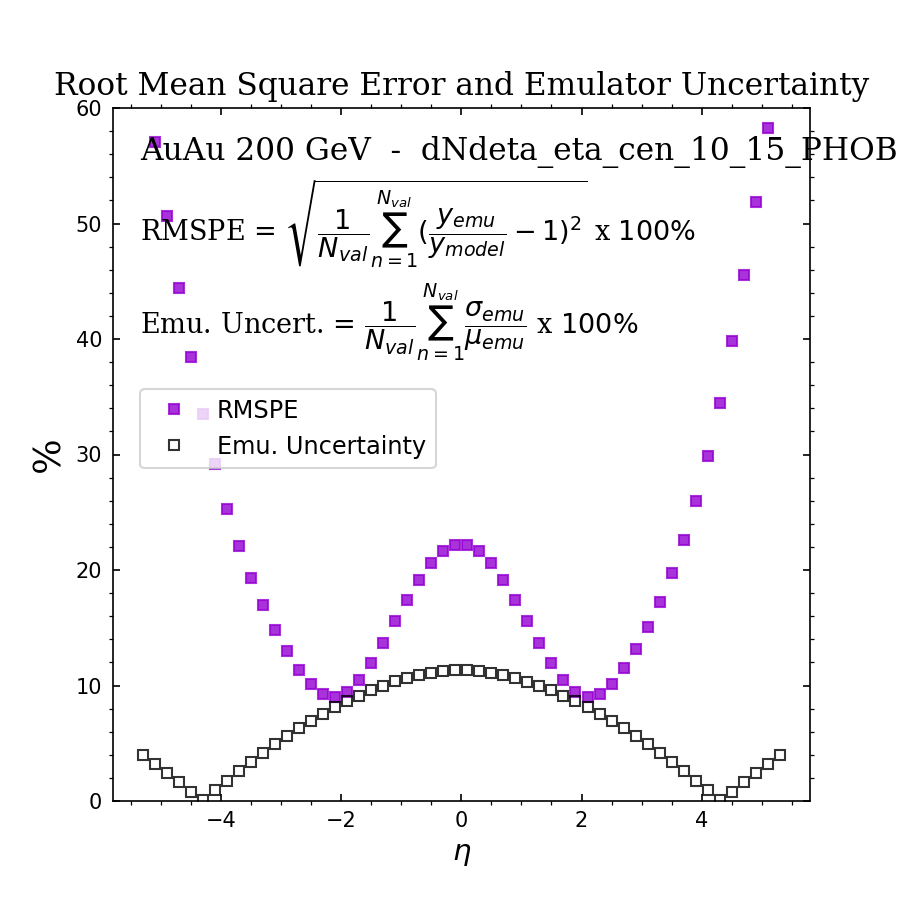 Root Mean Square Error and Emulator Uncertainty
60
AuAu 200 GeV - dNdeta_eta_cen_10_15_PHOB
50
RMSPE = √(1/N_val ∑_{n=1}^{N_val} (y_emu/y_model − 1)²) x 100%
40
Emu. Uncert. = 1/N_val ∑_{n=1}^{N_val} σ_emu/μ_emu x 100%
RMSPE
Emu. Uncertainty
%
30
20
10
0
−4 −2 0 2 4
η